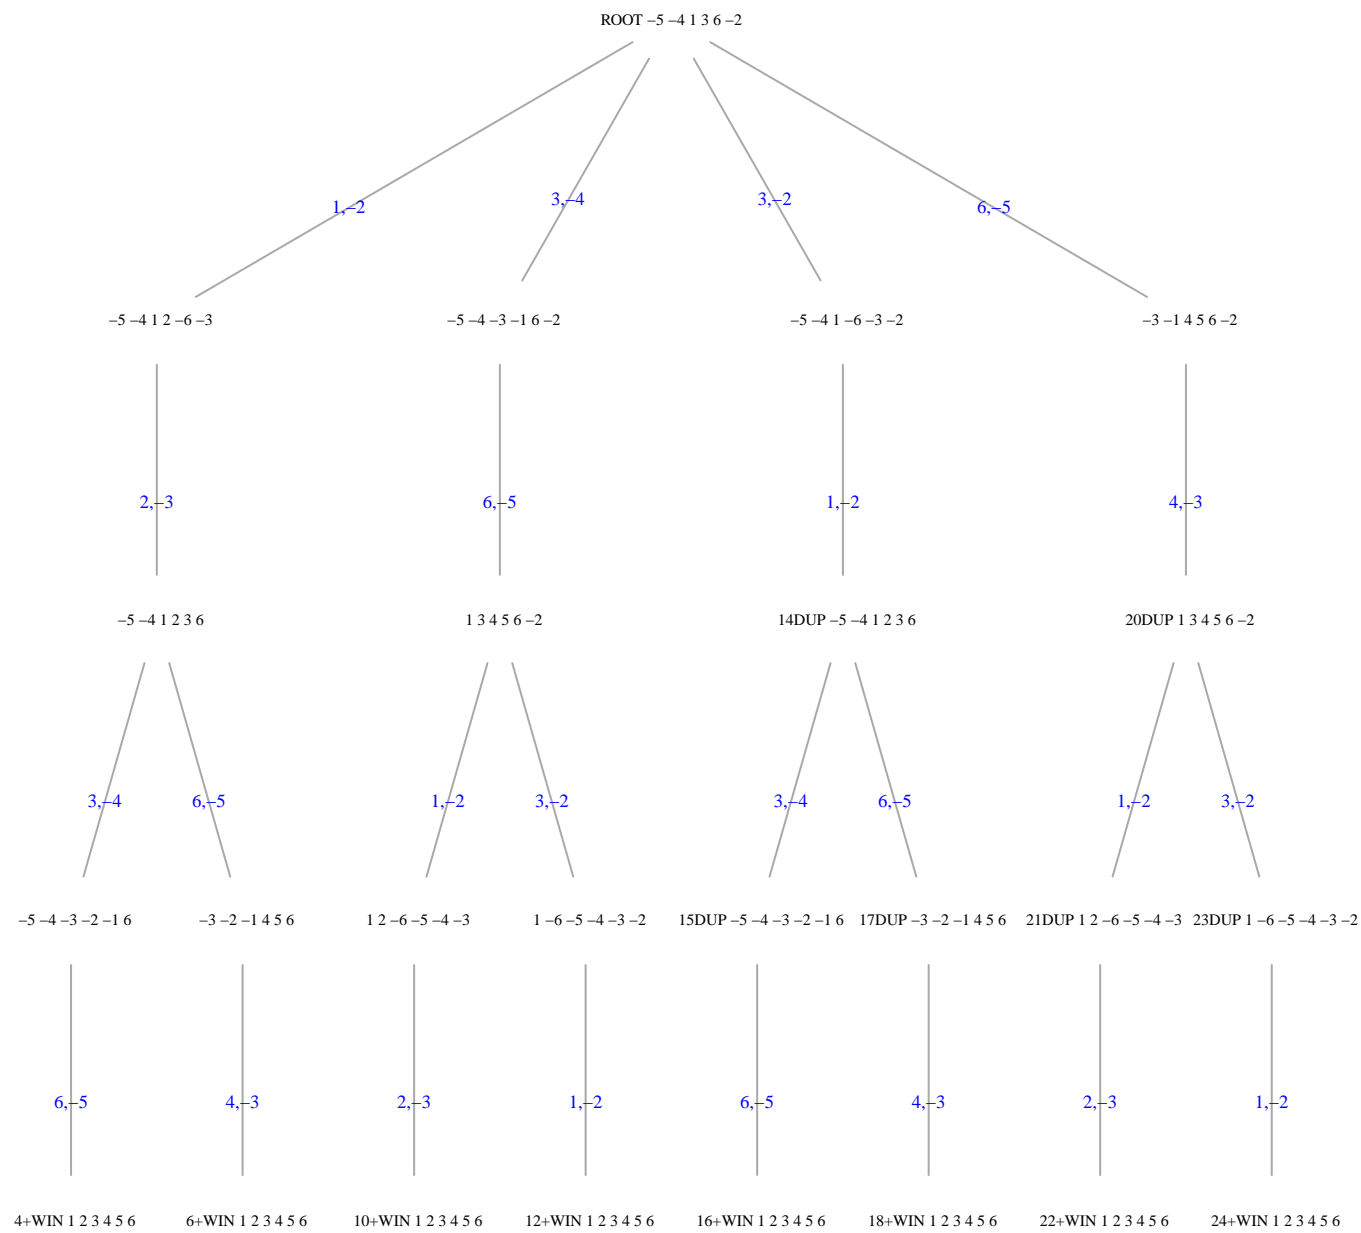 ROOT –5 –4 1 3 6 –2
1,–2
3,–4
3,–2
6,–5
–5 –4 1 2 –6 –3
–5 –4 –3 –1 6 –2
–5 –4 1 –6 –3 –2
–3 –1 4 5 6 –2
2,–3
6,–5
1,–2
4,–3
–5 –4 1 2 3 6
1 3 4 5 6 –2
14DUP –5 –4 1 2 3 6
20DUP 1 3 4 5 6 –2
3,–4
6,–5
1,–2
3,–2
3,–4
6,–5
1,–2
3,–2
–5 –4 –3 –2 –1 6
–3 –2 –1 4 5 6
1 2 –6 –5 –4 –3
1 –6 –5 –4 –3 –2
15DUP –5 –4 –3 –2 –1 6
17DUP –3 –2 –1 4 5 6
21DUP 1 2 –6 –5 –4 –3
23DUP 1 –6 –5 –4 –3 –2
6,–5
4,–3
2,–3
1,–2
6,–5
4,–3
2,–3
1,–2
4+WIN 1 2 3 4 5 6
6+WIN 1 2 3 4 5 6
10+WIN 1 2 3 4 5 6
12+WIN 1 2 3 4 5 6
16+WIN 1 2 3 4 5 6
18+WIN 1 2 3 4 5 6
22+WIN 1 2 3 4 5 6
24+WIN 1 2 3 4 5 6